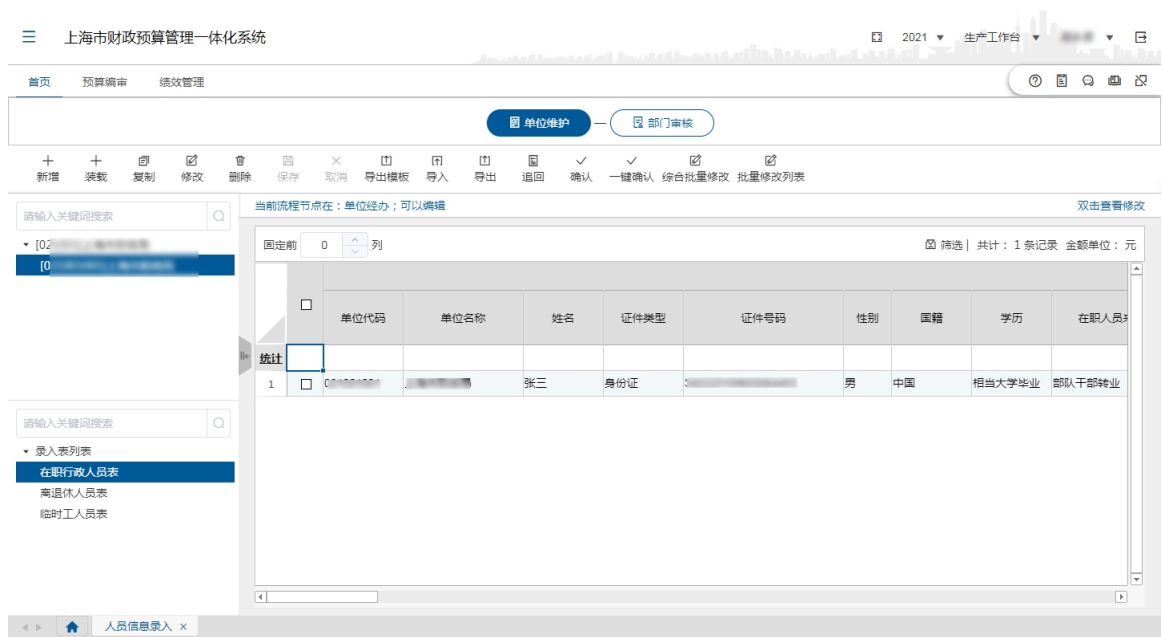 上海市财政预算管理一体化系统
2021 生产工作台
首页 预算编审 绩效管理
单位维护 部门审核
新增 装载 复制 修改 删除 保存 取消 导出模板 导入 导出 追回 确认 一键确认 综合批量修改 批量修改列表
请输入关键词搜索
当前流程节点在：单位经办；可以编辑 双击查看修改
[02
[0
固定前 0 列 筛选| 共计：1 条记录 金额单位：元
单位代码 单位名称 姓名 证件类型 证件号码 性别 国籍 学历 在职人员
统计
1 张三 身份证 男 中国 相当大学毕业 部队干部转业
请输入关键词搜索
录入表列表
在职行政人员表
离退休人员表
临时工人员表
人员信息录入 ×